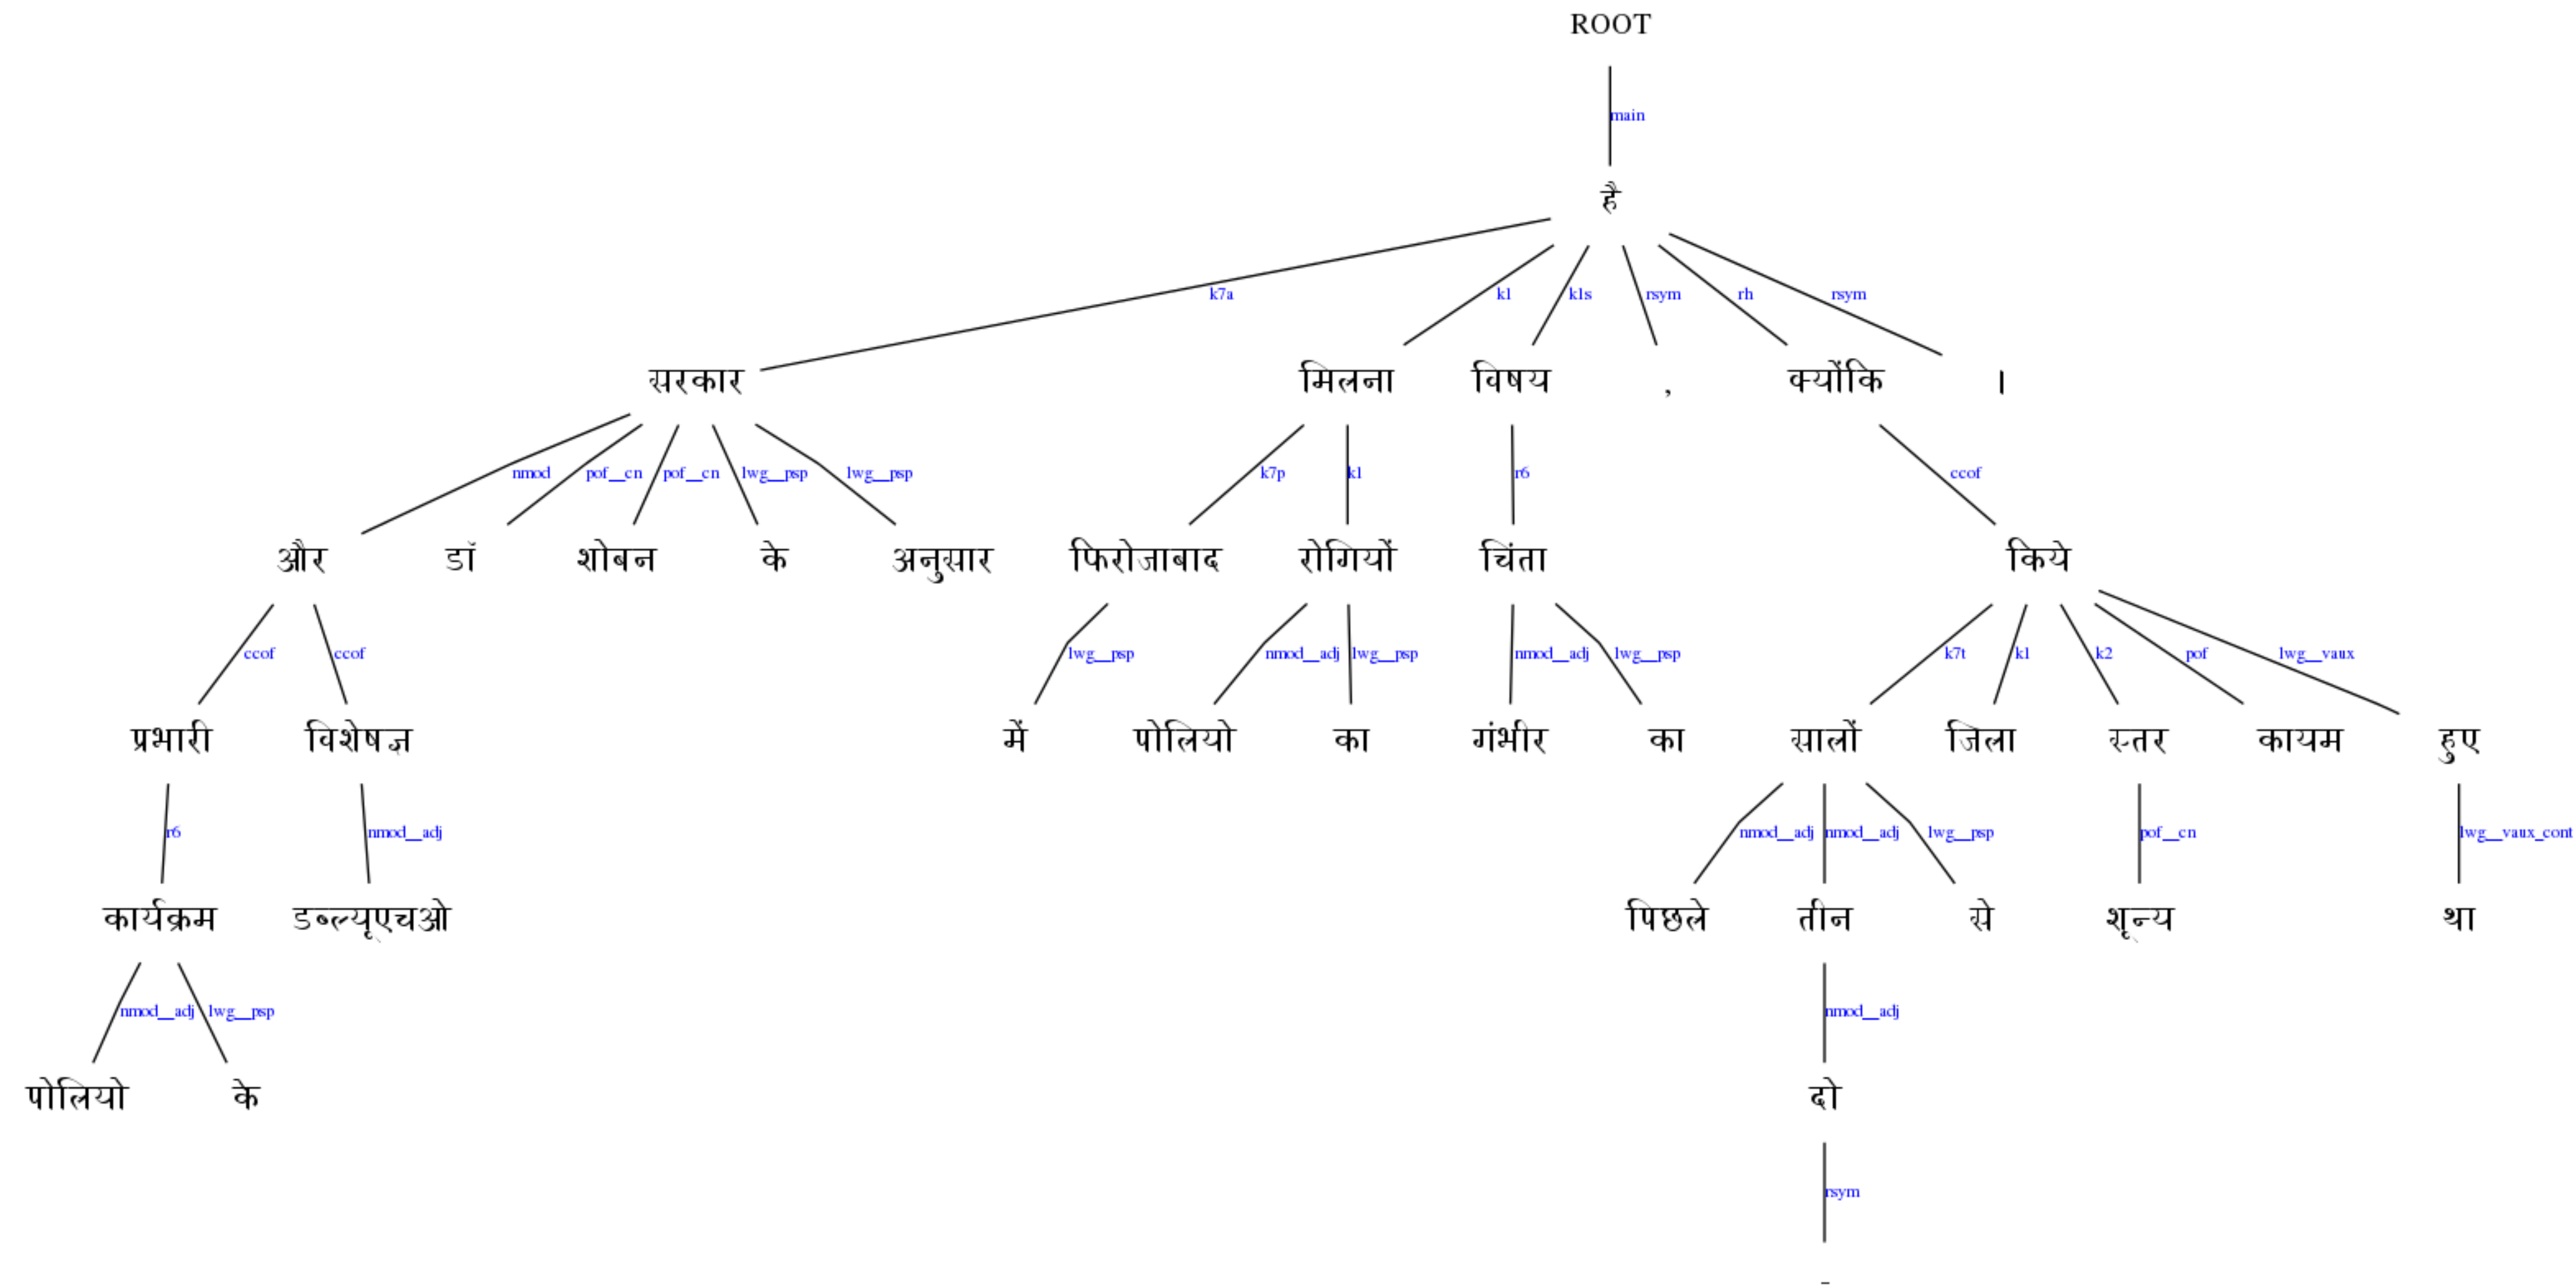 ROOT
main
है
k7a k1 k1s rsym rh rsym
सरकार मिलना विषय , क्योंकि ।
nmod pof__cn pof__cn lwg__psp lwg__psp k7p k1 r6 ccof
और डॉ शोबन के अनुसार फिरोजाबाद रोगियों चिंता किये
ccof ccof lwg__psp nmod__adj lwg__psp nmod__adj lwg__psp k7t k1 k2 pof lwg__vaux
प्रभारी विशेषज्ञ में पोलियो का गंभीर का सालों जिला स्तर कायम हुए
r6 nmod__adj nmod__adj nmod__adj lwg__psp pof__cn lwg__vaux_cont
कार्यक्रम डब्ल्यूएचओ पिछले तीन से शून्य था
nmod__adj lwg__psp nmod__adj
पोलियो के दो
rsym
-